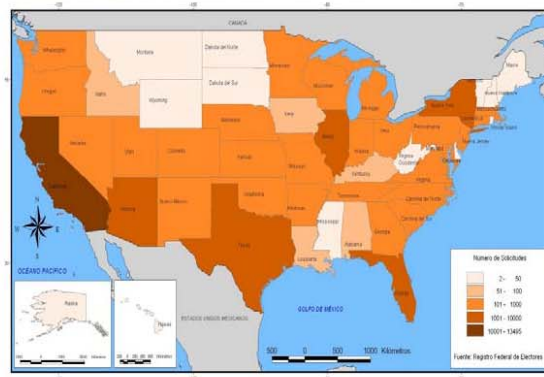 CANADA
Washington
Montana
Dakota del Norte
Minnesota
Maine
Oregon
Idaho
Wyoming
Dakota del Sur
Wisconsin
Michigan
Nueva York
Iowa
Nevada
Utah
Colorado
Kansas
Missouri
Illinois
Indiana
Ohio
Pennsylvania
Nueva Jersey
Virginia Occidental
Virginia
Kentucky
California
Arizona
Nuevo México
Oklahoma
Arkansas
Tennessee
Carolina del Norte
Carolina del Sur
Texas
Louisiana
Mississippi
Alabama
Georgia
Florida
N
OCÉANO PACÍFICO
ESTADOS UNIDOS MEXICANOS
GOLFO DE MÉXICO
Alaska
Hawaii
500 0 500 1000
Kilómetros
Número de Solicitudes
2 - 50
51 - 100
101 - 1000
1001 - 10000
10001 - 13495
Fuente: Registro Federal de Electores